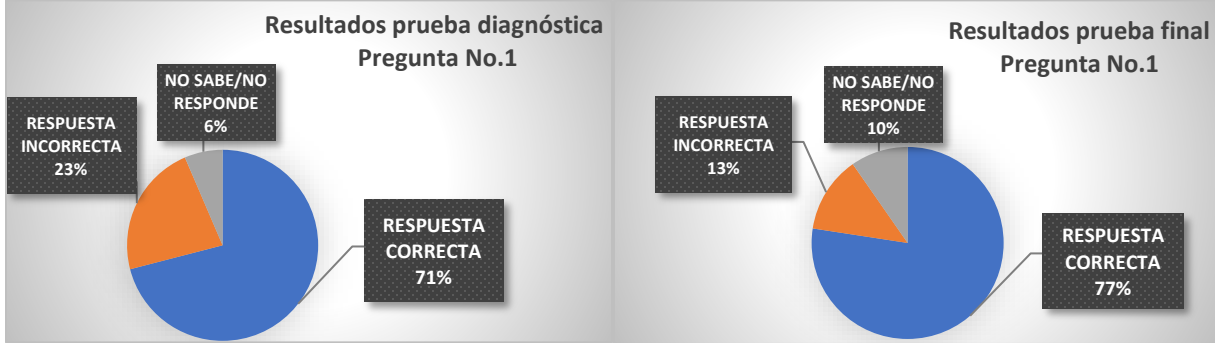 Resultados prueba diagnóstica
Pregunta No.1
NO SABE/NO
RESPONDE
6%
RESPUESTA
INCORRECTA
23%
RESPUESTA
CORRECTA
71%
Resultados prueba final
Pregunta No.1
NO SABE/NO
RESPONDE
10%
RESPUESTA
INCORRECTA
13%
RESPUESTA
CORRECTA
77%